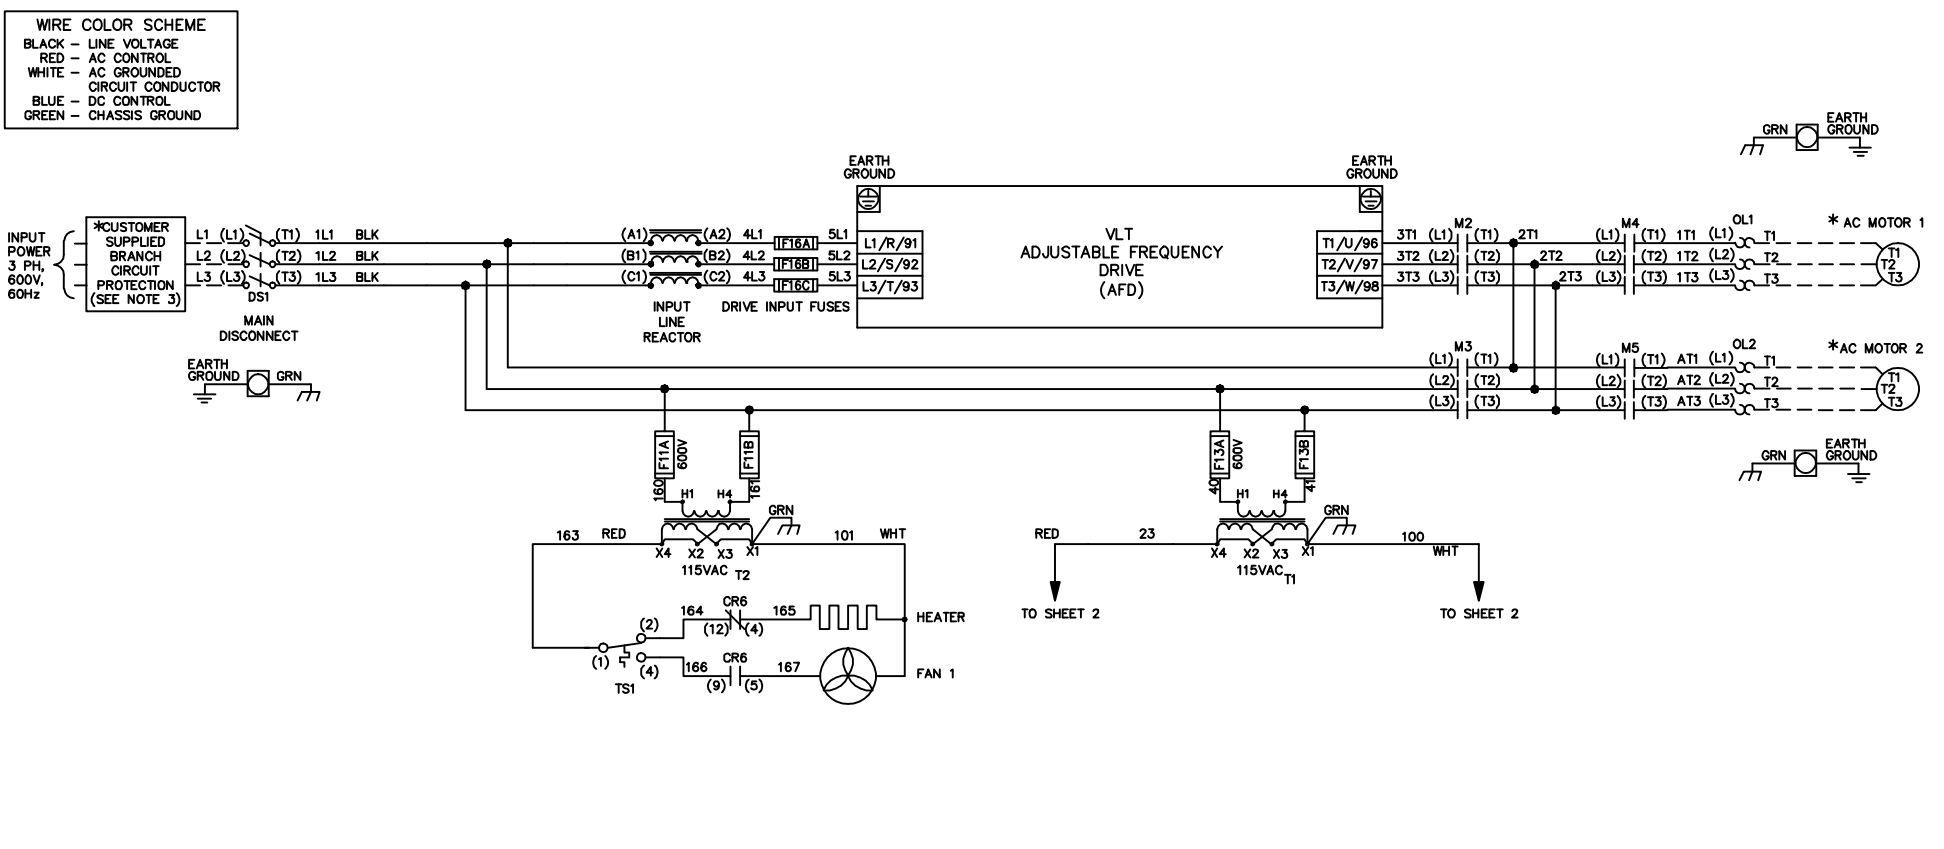 WIRE COLOR SCHEME
BLACK – LINE VOLTAGE
RED – AC CONTROL
WHITE – AC GROUNDED
CIRCUIT CONDUCTOR
BLUE – DC CONTROL
GREEN – CHASSIS GROUND
GRN
EARTH
GROUND
EARTH
GROUND
EARTH
GROUND
INPUT
POWER
3 PH,
600V,
60Hz
*CUSTOMER
SUPPLIED
BRANCH
CIRCUIT
PROTECTION
(SEE NOTE 3)
L1 (L1) (T1) 1L1 BLK
L2 (L2) (T2) 1L2 BLK
L3 (L3) (T3) 1L3 BLK
DS1
MAIN
DISCONNECT
EARTH
GROUND
GRN
(A1) (A2) 4L1 F16A 5L1 L1/R/91
(B1) (B2) 4L2 F16B 5L2 L2/S/92
(C1) (C2) 4L3 F16C 5L3 L3/T/93
INPUT
LINE
REACTOR
DRIVE INPUT FUSES
VLT
ADJUSTABLE FREQUENCY
DRIVE
(AFD)
M2 M4 OL1 * AC MOTOR 1
T1/U/96 3T1 (L1) (T1) 2T1 (L1) (T1) 1T1 (L1) T1 T1
T2/V/97 3T2 (L2) (T2) 2T2 (L2) (T2) 1T2 (L2) T2 T2
T3/W/98 3T3 (L3) (T3) 2T3 (L3) (T3) 1T3 (L3) T3 T3
M3 M5 OL2 *AC MOTOR 2
(L1) (T1) (L1) (T1) AT1 (L1) T1 T1
(L2) (T2) (L2) (T2) AT2 (L2) T2 T2
(L3) (T3) (L3) (T3) AT3 (L3) T3 T3
GRN
EARTH
GROUND
F11A
600V
F11B
160
161
H1 H4
GRN
163 RED
101 WHT
X4 X2 X3 X1
115VAC T2
F13A
600V
F13B
40
41
H1 H4
GRN
RED 23
100
WHT
X4 X2 X3 X1
115VAC T1
TO SHEET 2
TO SHEET 2
164 CR6 165
(12) (4)
HEATER
(2)
(1)
(4)
TS1
166 CR6 167
(9) (5)
FAN 1